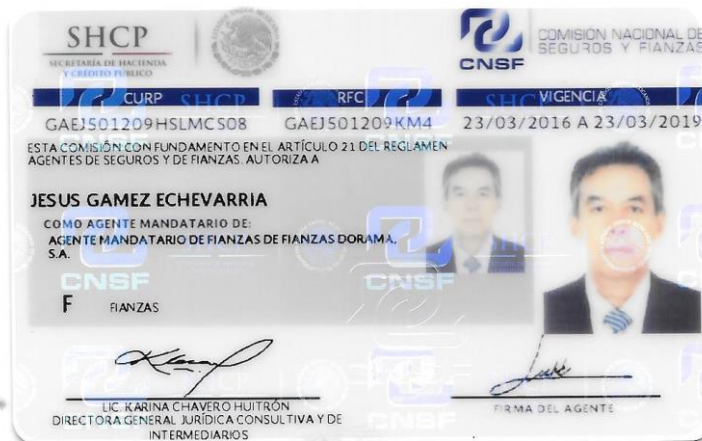 SHCP
SECRETARÍA DE HACIENDA
Y CRÉDITO PÚBLICO
CNSF
COMISIÓN NACIONAL DE
SEGUROS Y FIANZAS
CURP
RFC
VIGENCIA
GAEJ501209HSLMCS08
GAEJ501209KM4
23/03/2016 A 23/03/2019
ESTA COMISIÓN CON FUNDAMENTO EN EL ARTÍCULO 21 DEL REGLAMEN
AGENTES DE SEGUROS Y DE FIANZAS, AUTORIZA A
JESUS GAMEZ ECHEVARRIA
COMO AGENTE MANDATARIO DE:
AGENTE MANDATARIO DE FIANZAS DE FIANZAS DORAMA,
S.A.
F FIANZAS
LIC. KARINA CHAVERO HUITRÓN
DIRECTORA GENERAL JURÍDICA CONSULTIVA Y DE
INTERMEDIARIOS
FIRMA DEL AGENTE